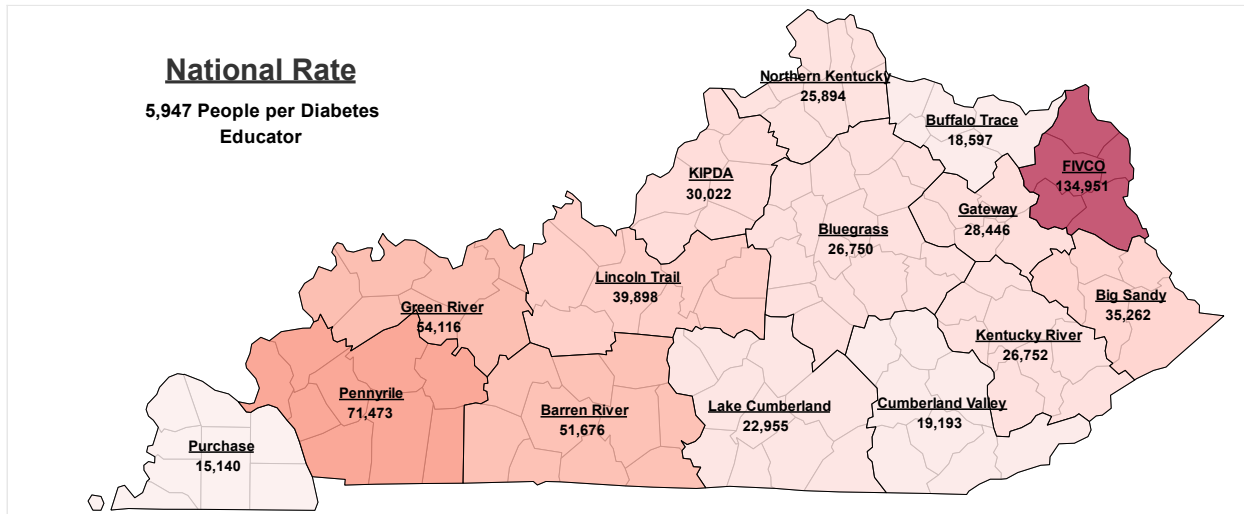 National Rate
5,947 People per Diabetes
Educator
Northern Kentucky
25,894
Buffalo Trace
18,597
FIVCO
134,951
KIPDA
30,022
Gateway
28,446
Bluegrass
26,750
Lincoln Trail
39,898
Green River
54,116
Big Sandy
35,262
Kentucky River
26,752
Pennyrile
71,473
Barren River
51,676
Lake Cumberland
22,955
Cumberland Valley
19,193
Purchase
15,140